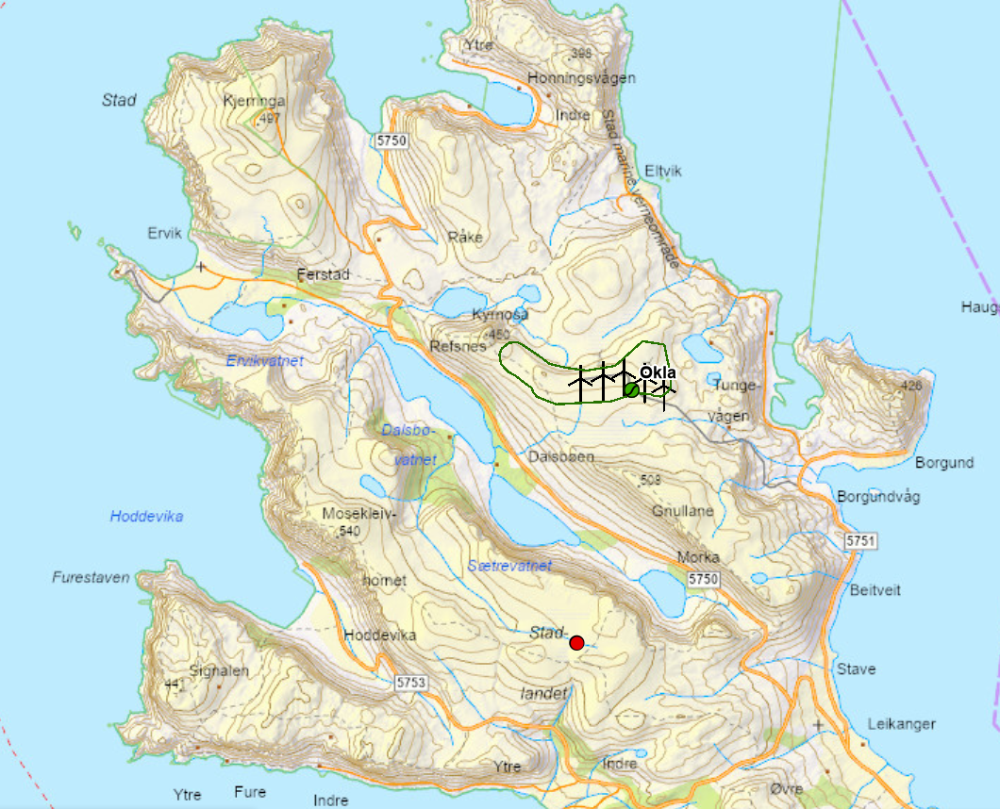 Ytre
398
Honningsvågen
Stad
Kjerringa
497
Indre
5750
Stad marine verneområde
Eltvik
Ervik
Råke
Ferstad
Haug
Kyrnosa
450
Refsnes
Ervikvatnet
Okla
Tunge-
vågen
426
Dalsbø-
vatnet
Dalsbøen
Borgund
508
Borgundvåg
Hoddevika
Mosekleiv-
Gnullane
540
5751
Furestaven
Sætrevatnet
Morka
hornet
5750
Beitveit
Hoddevika
Stad-
Signalen
441
Stave
5753
landet
Leikanger
Ytre
Indre
Øvre
Ytre
Fure
Indre